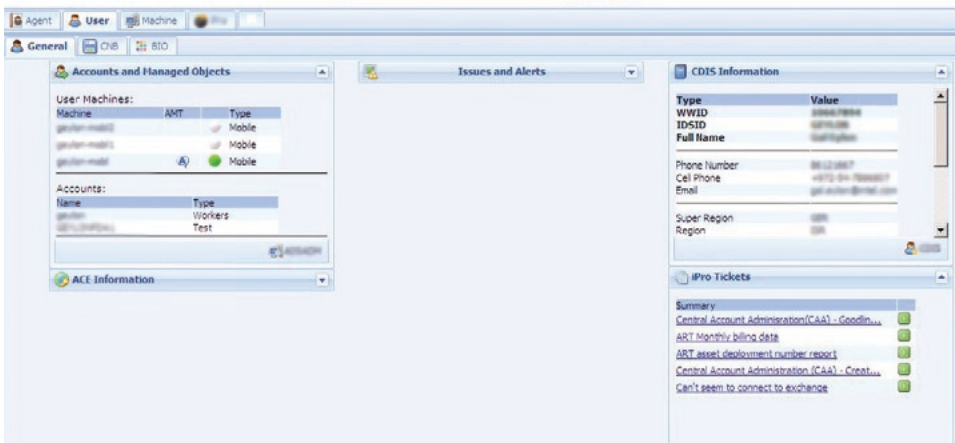 Agent User Machine
General CNB BIO
Accounts and Managed Objects
User Machines:
Machine AMT Type
Mobile
Mobile
Mobile
Accounts:
Name Type
Workers
Test
ACE Information
Issues and Alerts
CDIS Information
Type Value
WWID
IDSID
Full Name
Phone Number
Cel Phone
Email
Super Region
Region
iPro Tickets
Summary
Central Account Adminisration(CAA) - Goodlin...
ART Monthly billing data
ART asset deployment number report
Central Account Administration (CAA) - Creat...
Can't seem to connect to exchange